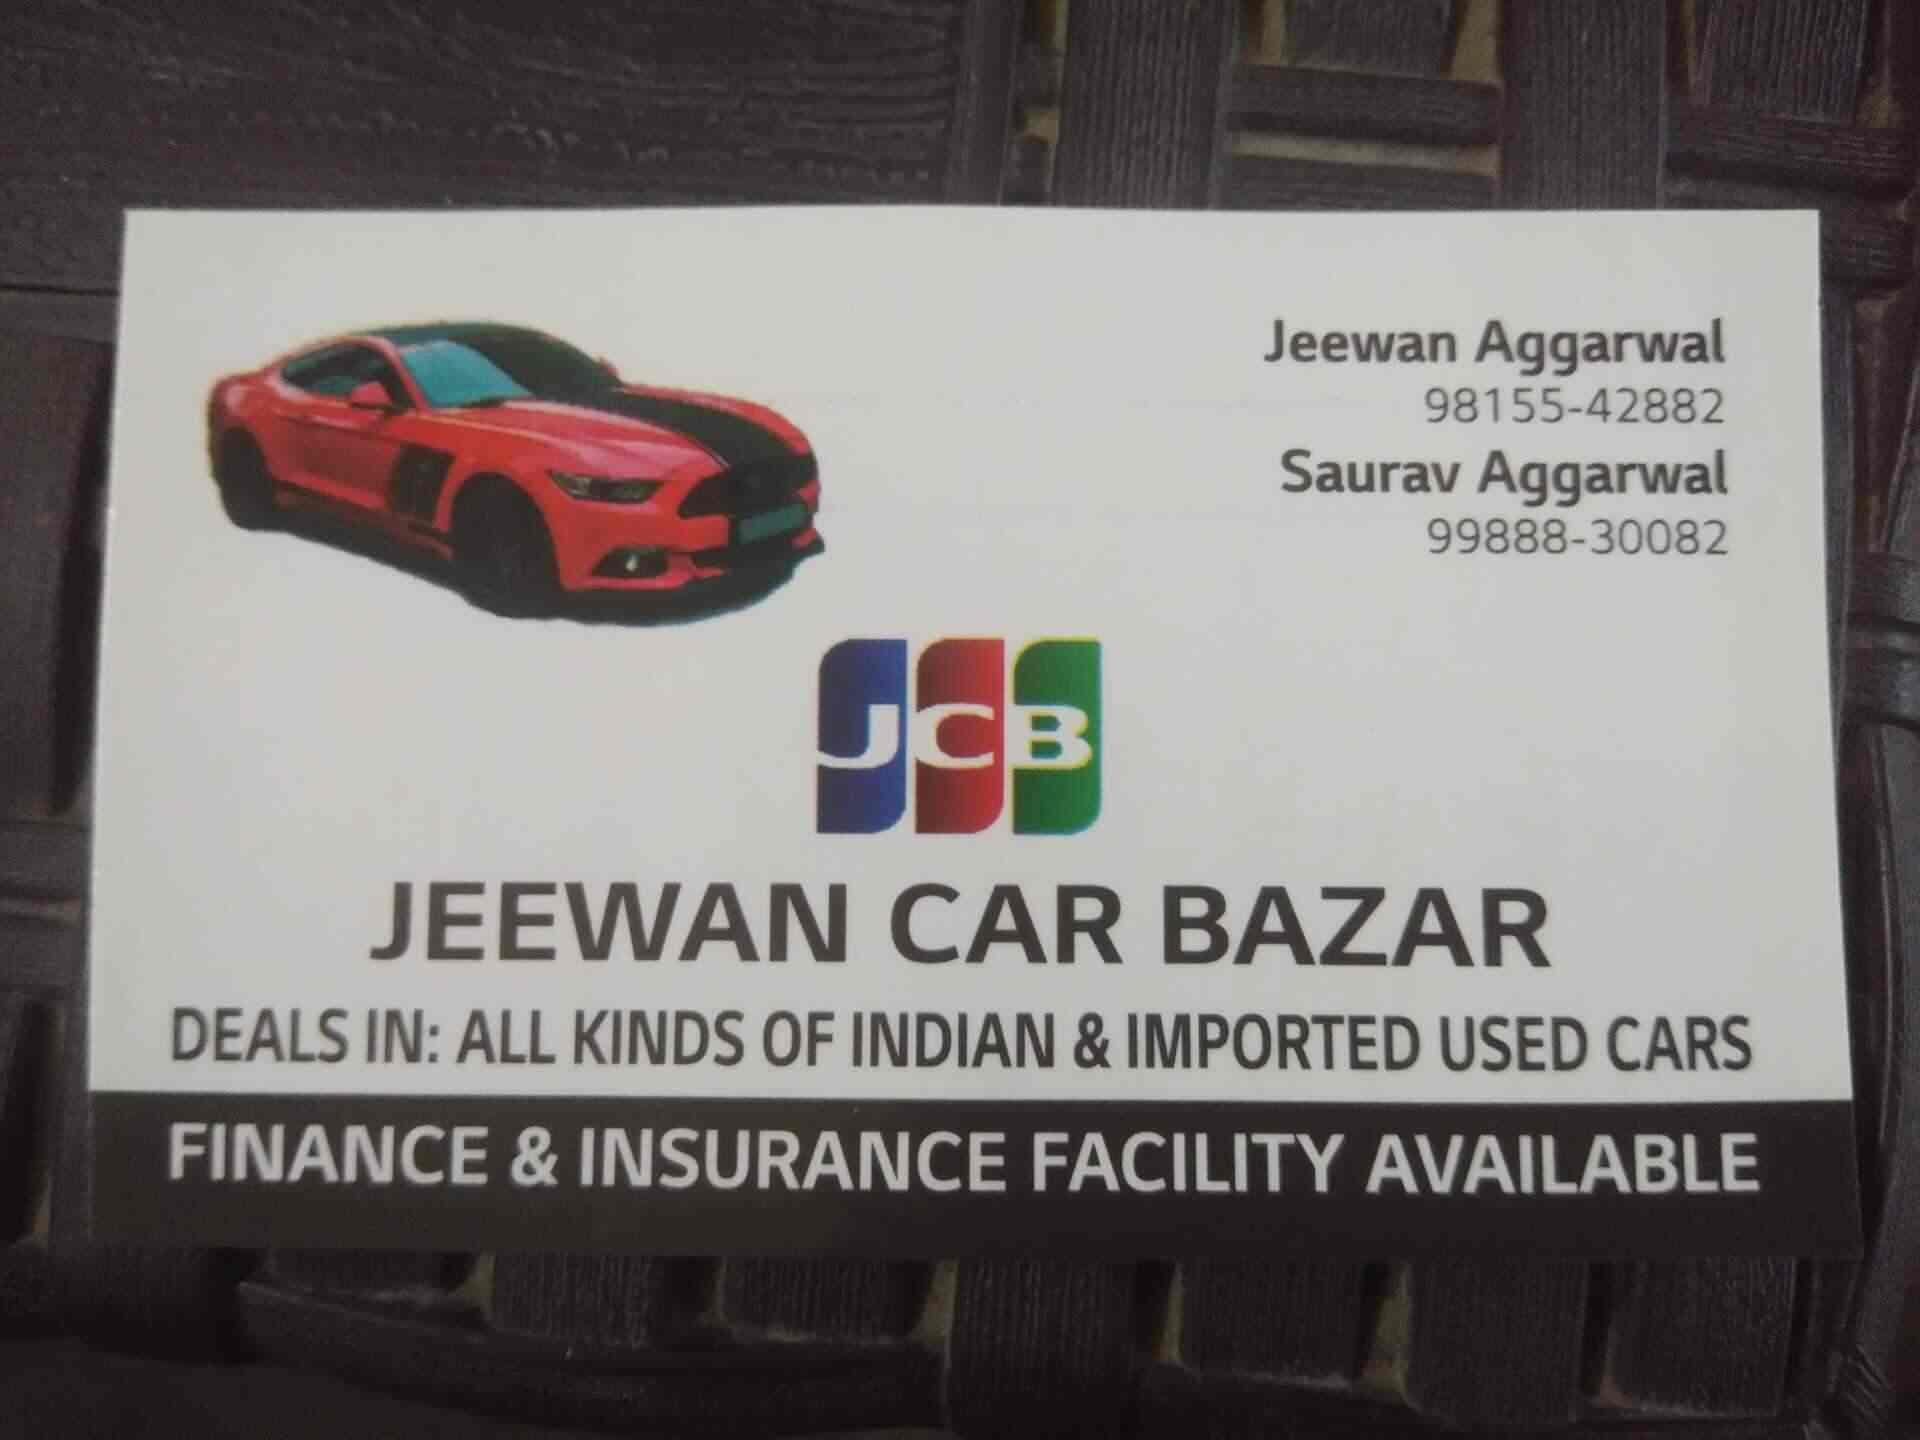 Jeewan Aggarwal
98155-42882
Saurav Aggarwal
99888-30082
JCB
JEEWAN CAR BAZAR
DEALS IN: ALL KINDS OF INDIAN & IMPORTED USED CARS
FINANCE & INSURANCE FACILITY AVAILABLE